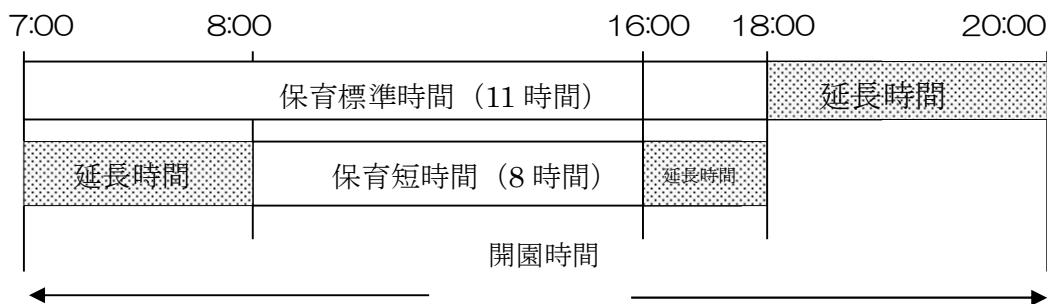 7:00 8:00 16:00 18:00 20:00
保育標準時間（11 時間） 延長時間
延長時間 保育短時間（8 時間） 延長時間
開園時間